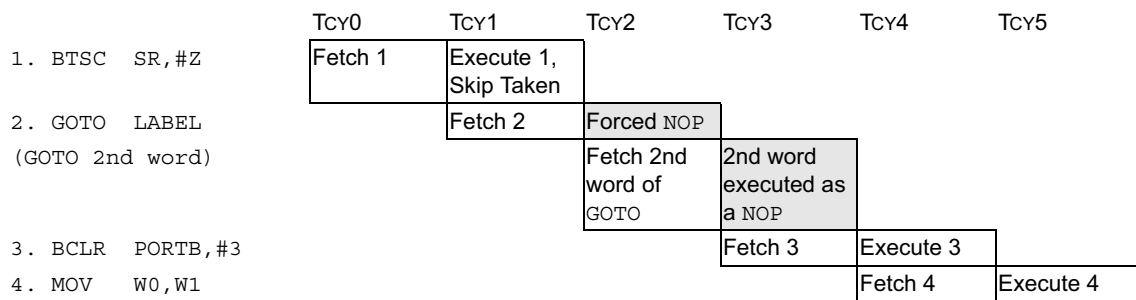 TCY0 TCY1 TCY2 TCY3 TCY4 TCY5
1. BTSC SR,#Z Fetch 1 Execute 1,
Skip Taken
2. GOTO LABEL Fetch 2 Forced NOP
(GOTO 2nd word) Fetch 2nd 2nd word
word of executed as
GOTO a NOP
3. BCLR PORTB,#3 Fetch 3 Execute 3
4. MOV W0,W1 Fetch 4 Execute 4